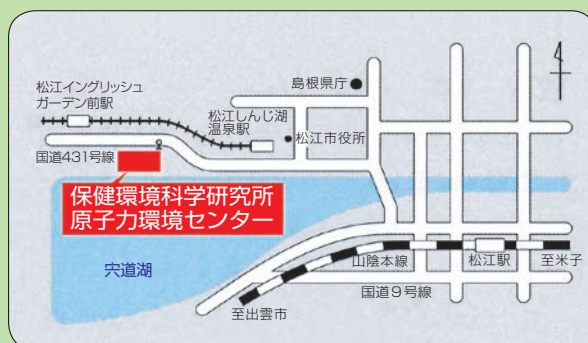 島根県庁
松江イングリッシュ
ガーデン前駅
松江しんじ湖
温泉駅
松江市役所
国道431号線
保健環境科学研究所
原子力環境センター
宍道湖
山陰本線
松江駅
至米子
国道9号線
至出雲市